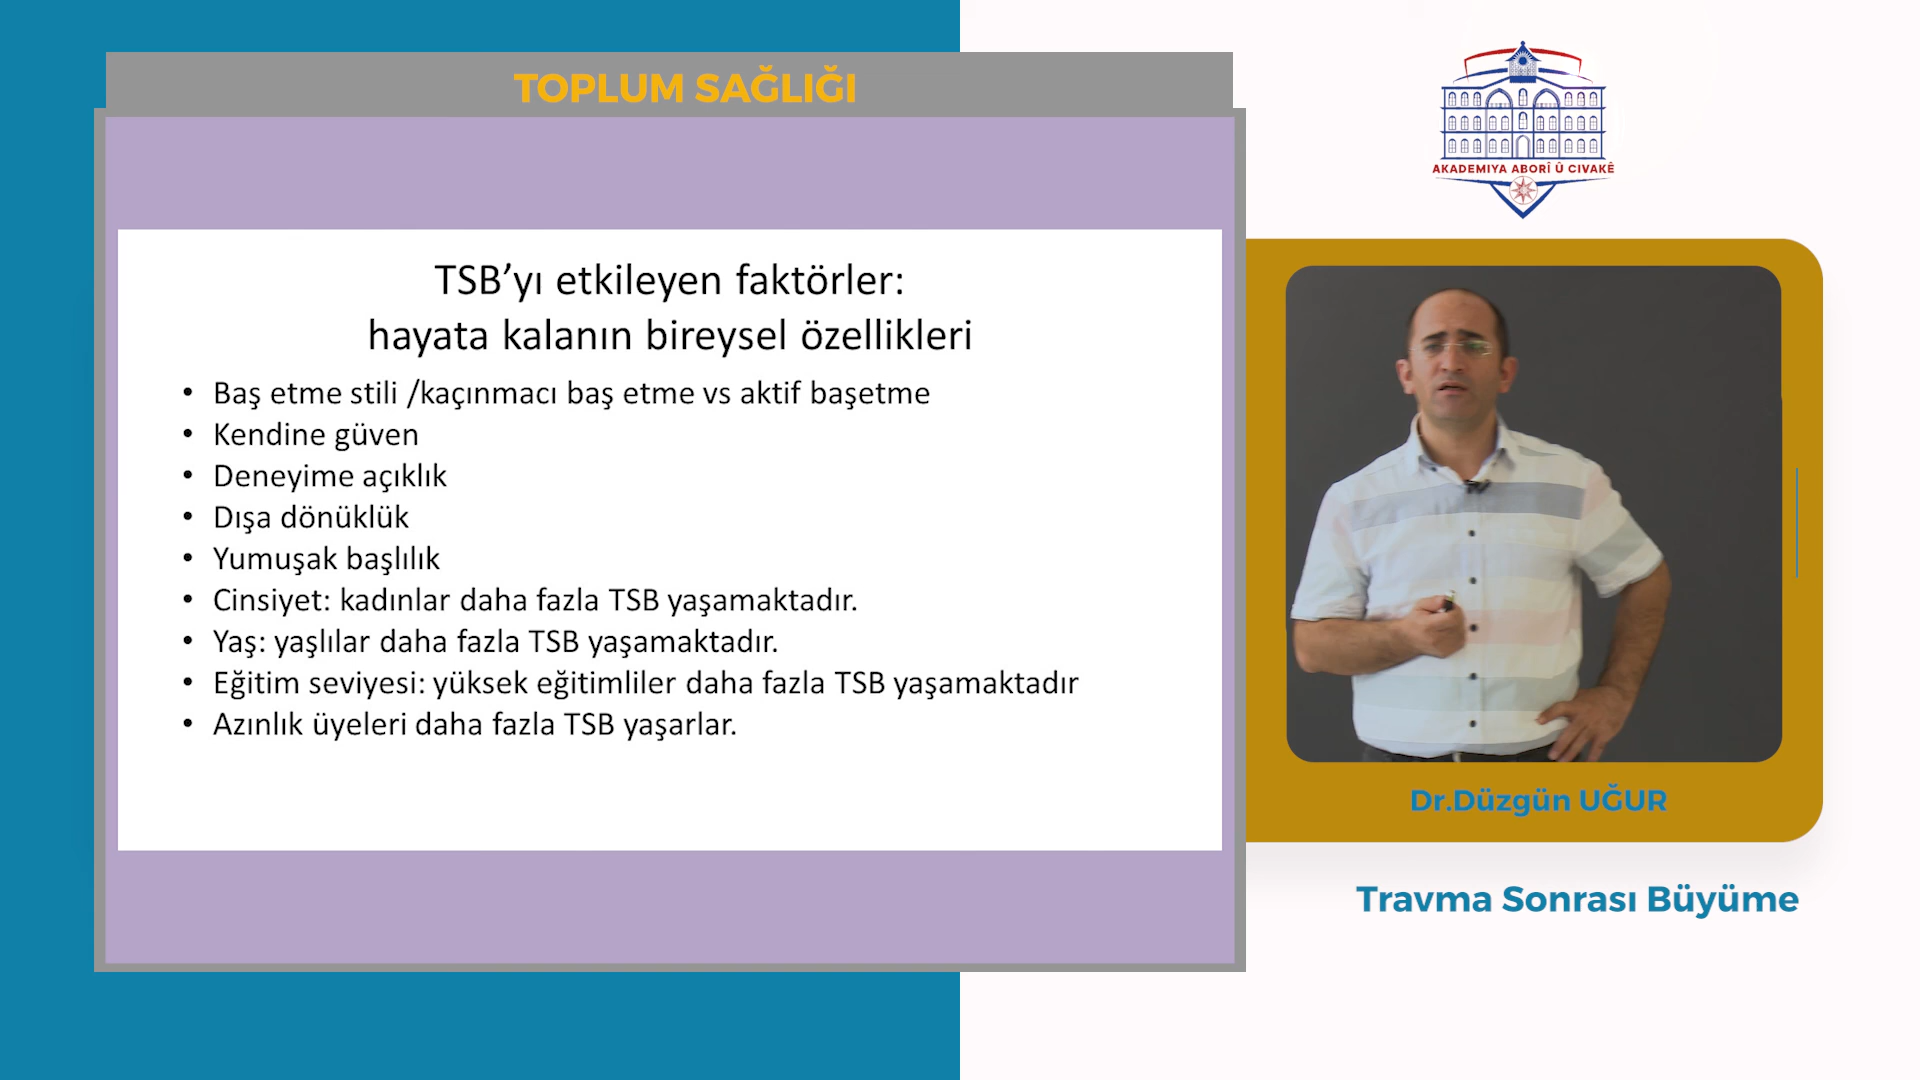 TOPLUM SAĞLIĞI
TSB’yı etkileyen faktörler:
hayata kalanın bireysel özellikleri
• Baş etme stili /kaçınmacı baş etme vs aktif başetme
• Kendine güven
• Deneyime açıklık
• Dışa dönüklük
• Yumuşak başlılık
• Cinsiyet: kadınlar daha fazla TSB yaşamaktadır.
• Yaş: yaşlılar daha fazla TSB yaşamaktadır.
• Eğitim seviyesi: yüksek eğitimliler daha fazla TSB yaşamaktadır
• Azınlık üyeleri daha fazla TSB yaşarlar.
AKADEMIYA ABORÎ Û CIVAKÊ
Dr.Düzgün UĞUR
Travma Sonrası Büyüme